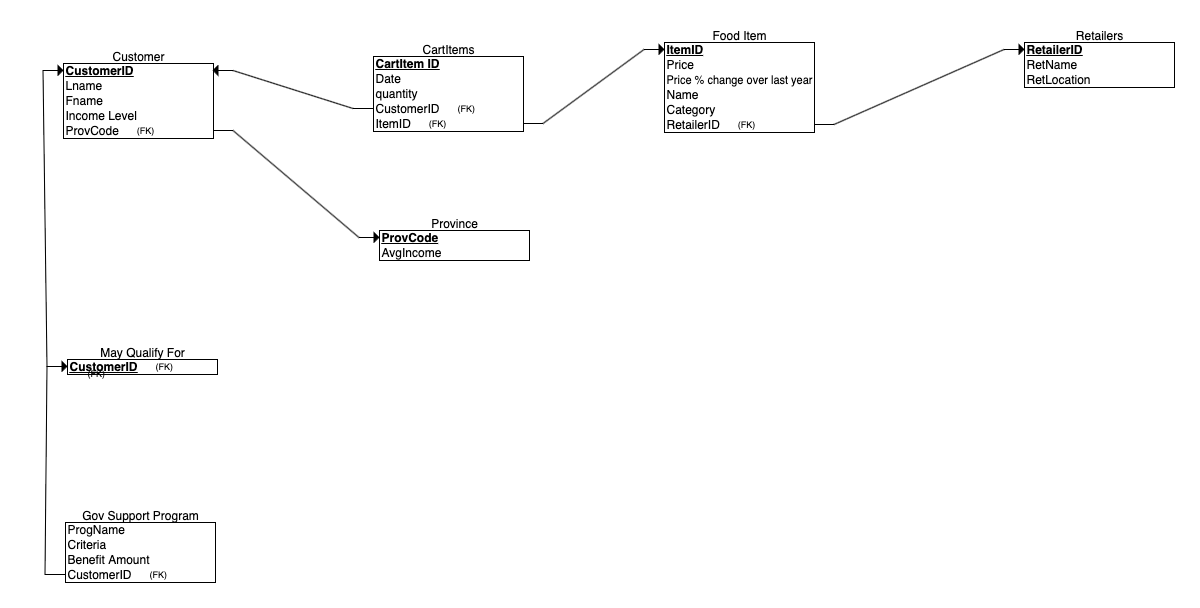 Customer
CustomerID
Lname
Fname
Income Level
ProvCode (FK)
CartItems
CartItem ID
Date
quantity
CustomerID (FK)
ItemID (FK)
Food Item
ItemID
Price
Price % change over last year
Name
Category
RetailerID (FK)
Retailers
RetailerID
RetName
RetLocation
Province
ProvCode
AvgIncome
May Qualify For
CustomerID (FK)
(FK)
Gov Support Program
ProgName
Criteria
Benefit Amount
CustomerID (FK)